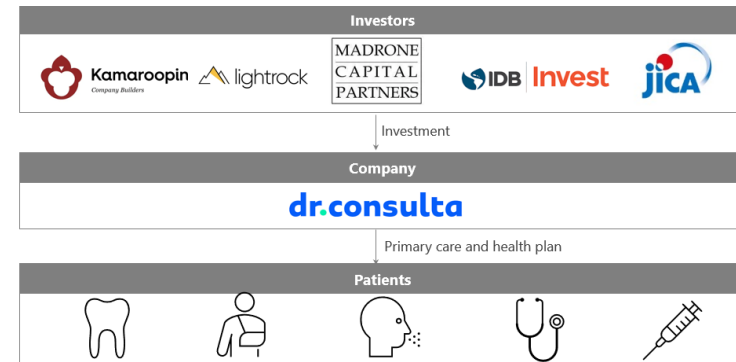 Investors
Kamaroopin
Company Builders
lightrock
MADRONE
CAPITAL
PARTNERS
IDB Invest
jICA
Investment
Company
dr.consulta
Primary care and health plan
Patients